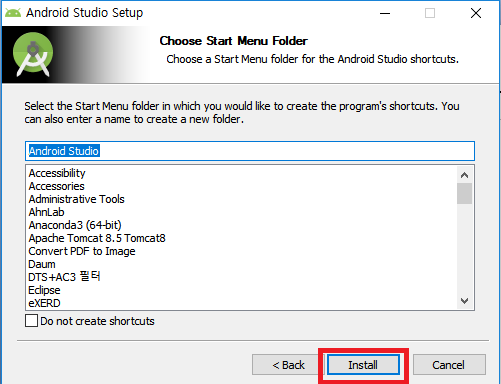 Android Studio Setup
Choose Start Menu Folder
Choose a Start Menu folder for the Android Studio shortcuts.
Select the Start Menu folder in which you would like to create the program's shortcuts. You
can also enter a name to create a new folder.
Android Studio
Accessibility
Accessories
Administrative Tools
AhnLab
Anaconda3 (64-bit)
Apache Tomcat 8.5 Tomcat8
Convert PDF to Image
Daum
DTS+AC3 필터
Eclipse
eXERD
Do not create shortcuts
< Back
Install
Cancel